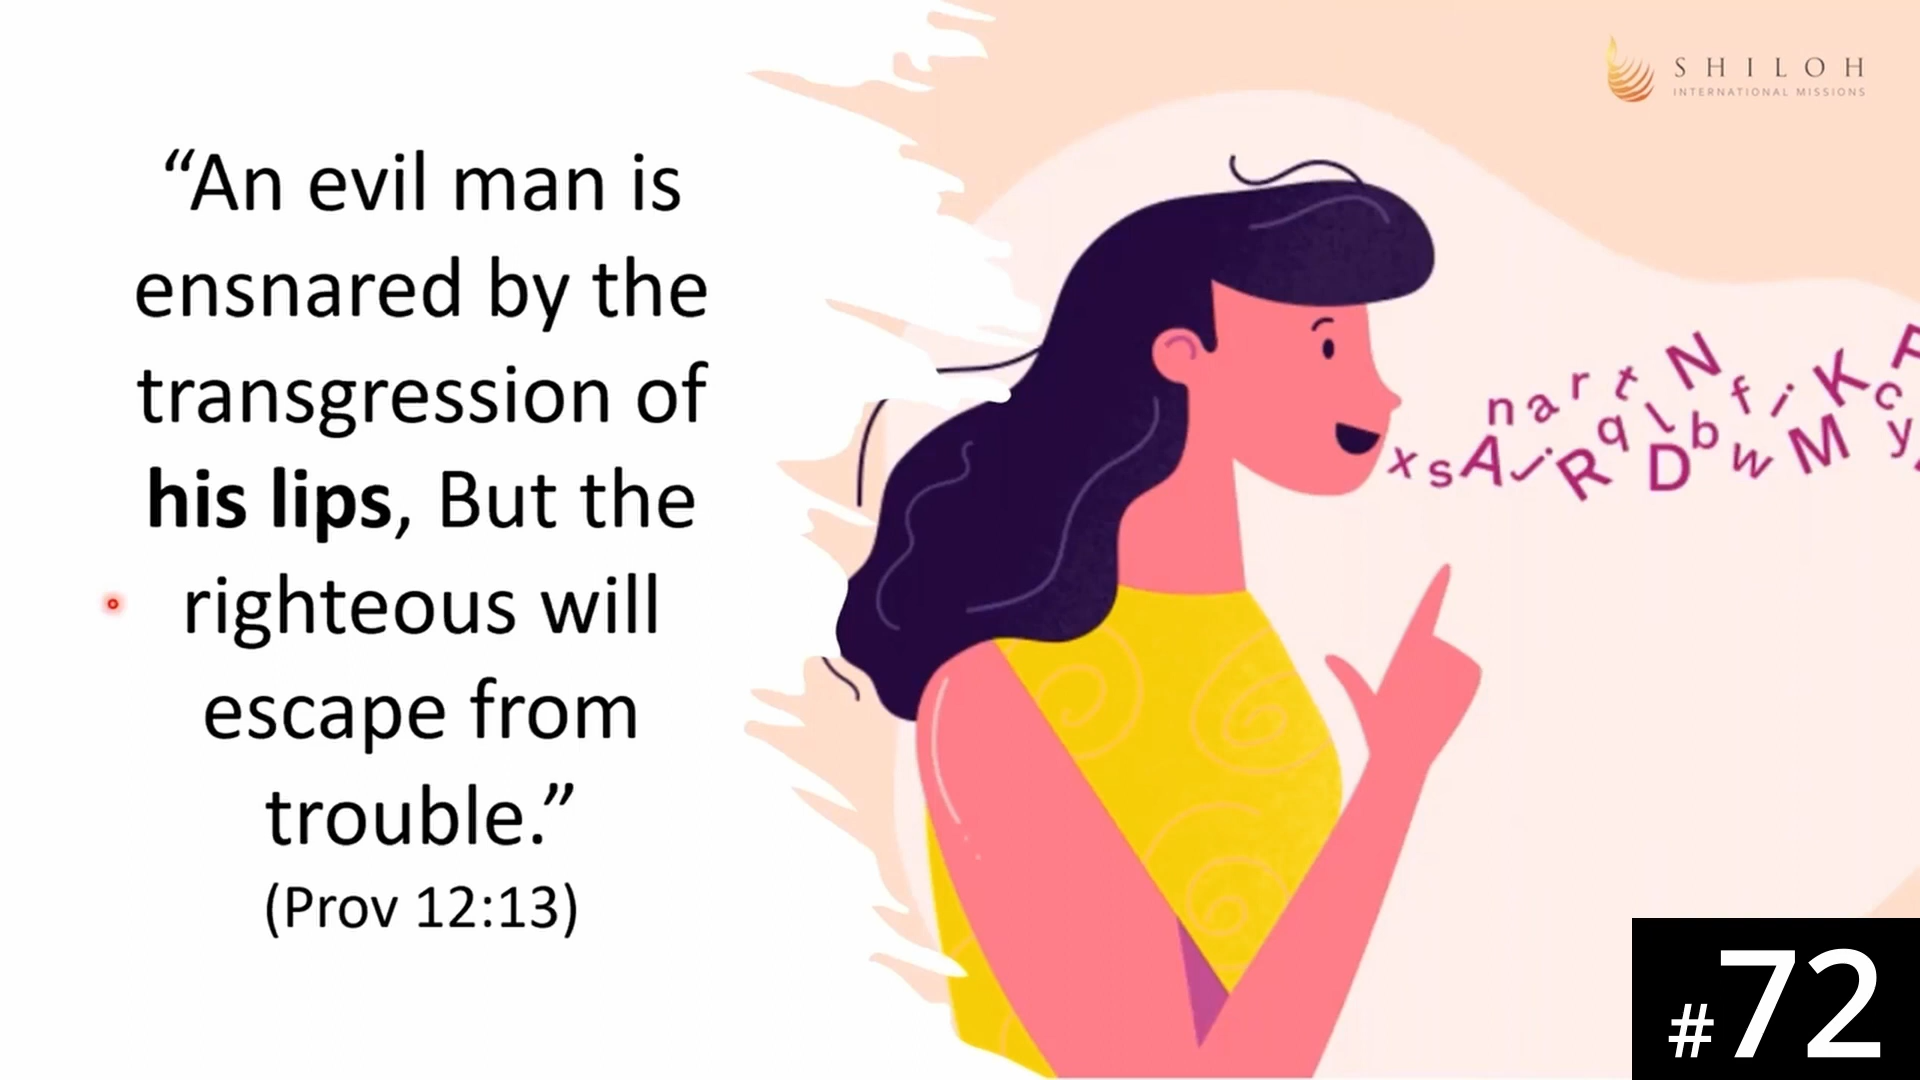 “An evil man is
ensnared by the
transgression of
his lips, But the
righteous will
escape from
trouble.”
(Prov 12:13)
SHILOH
INTERNATIONAL MISSIONS
n a r t N f i K P c
x s A j R q l D b w M y
#72